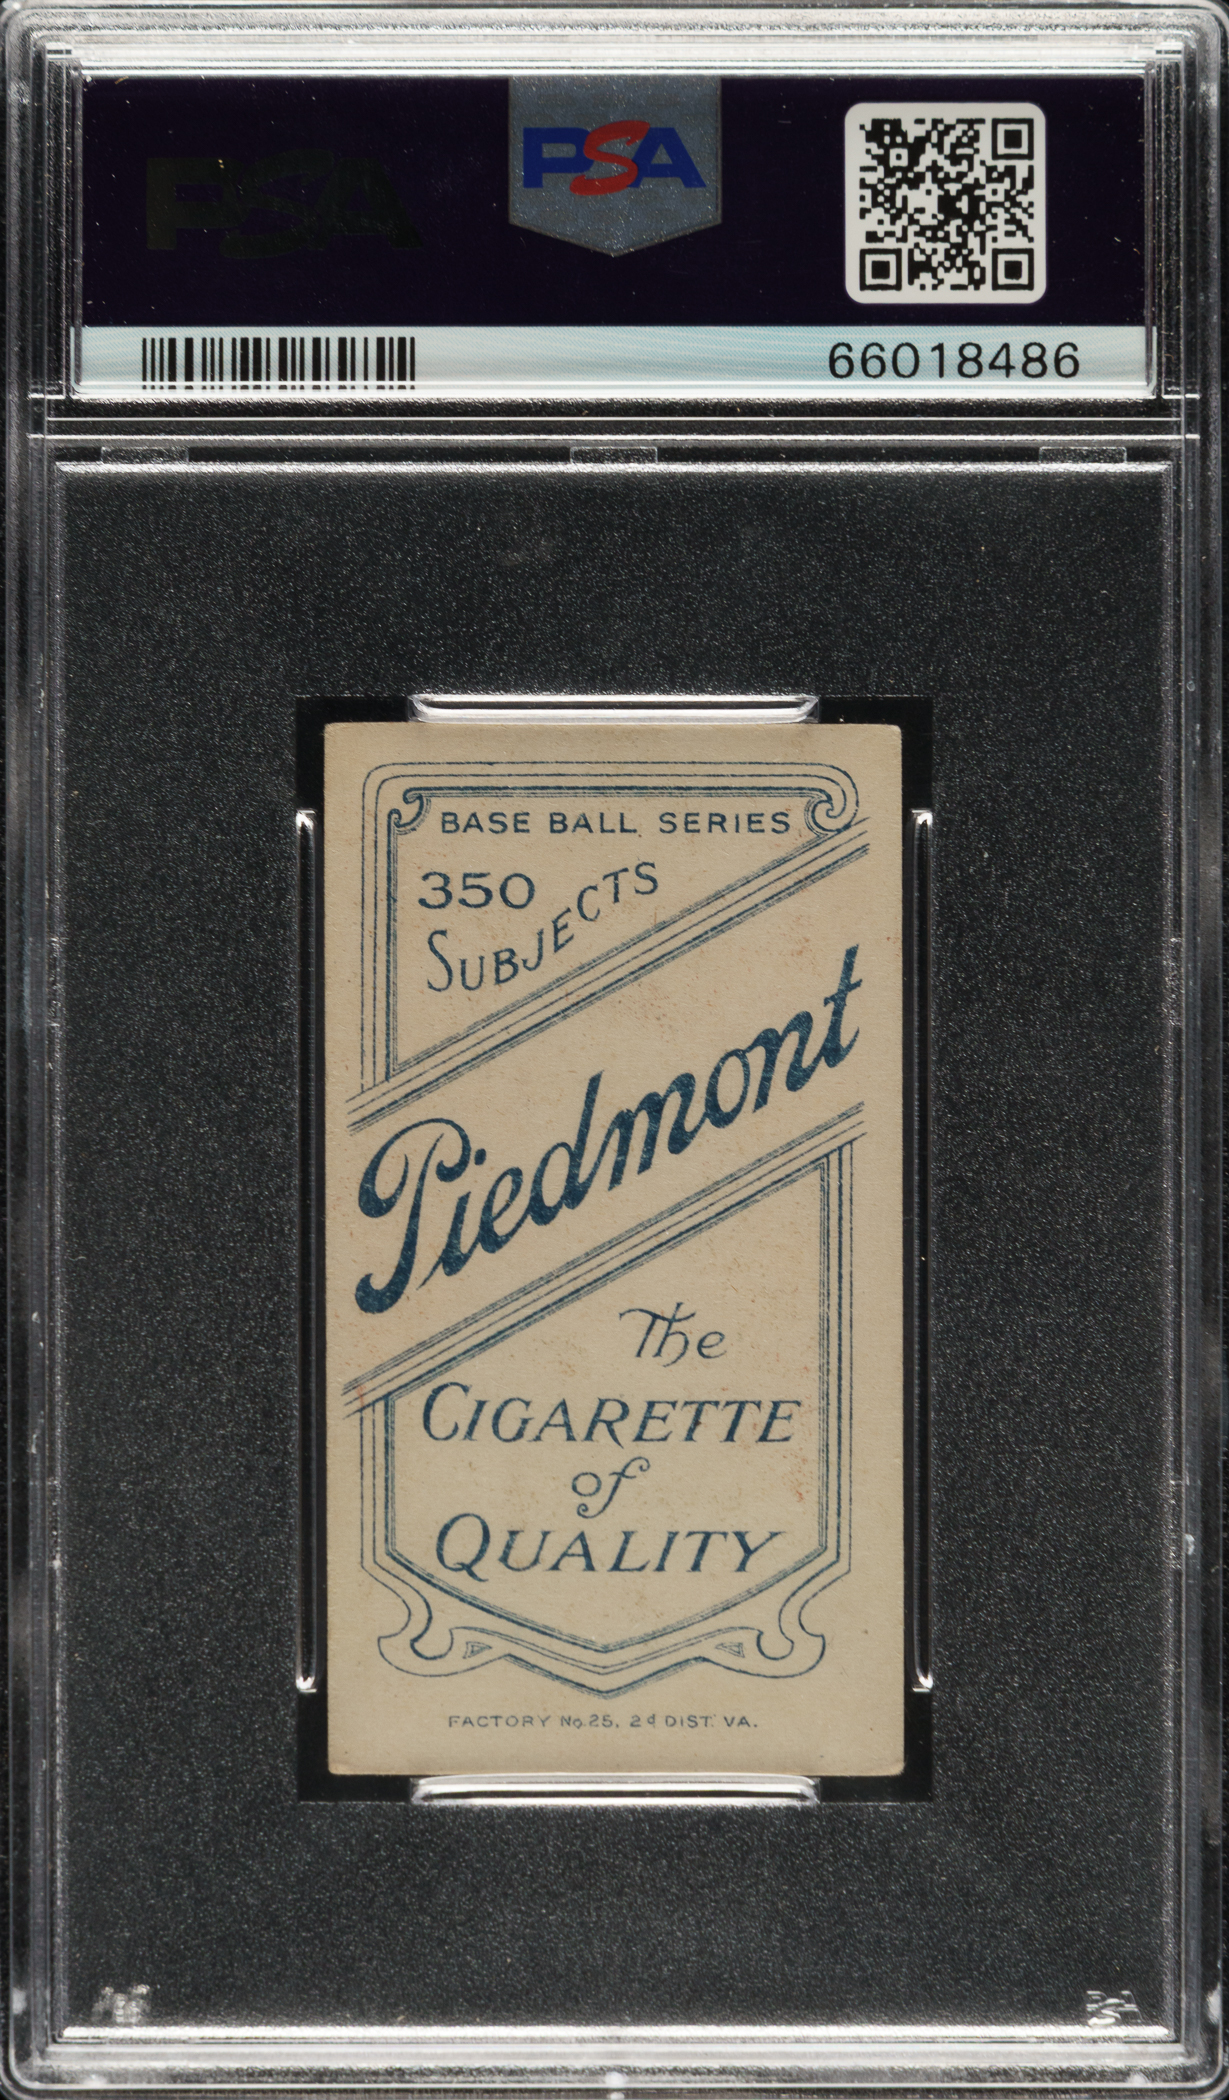 PSA
PSA
66018486
BASE BALL SERIES
350
SUBJECTS
Piedmont
The
CIGARETTE
of
QUALITY
FACTORY No. 25, 2d DIST. VA.
PSA